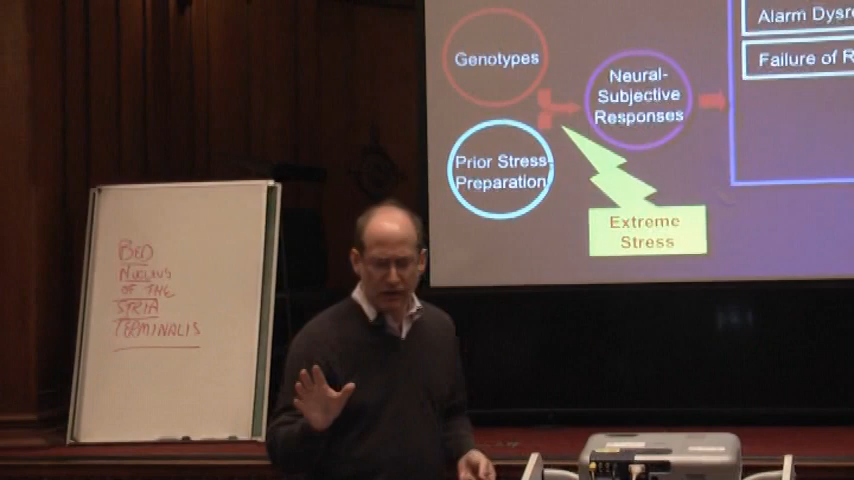 BED
NUCLEUS
OF THE
STRIA
TERMINALIS
Genotypes
Prior Stress-
Preparation
Neural-
Subjective
Responses
Extreme
Stress
Alarm Dysre
Failure of R